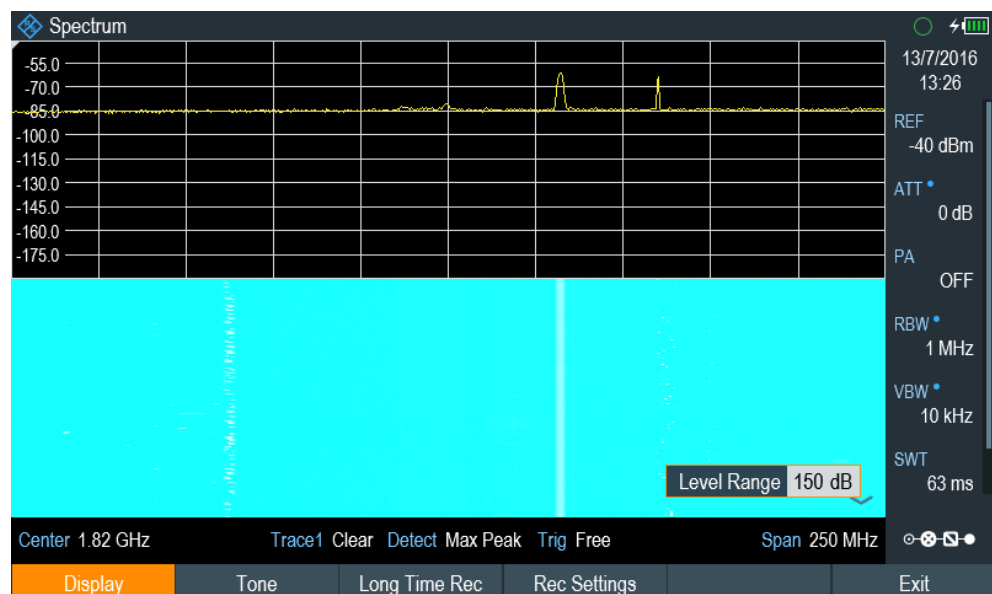 Spectrum
13/7/2016
13:26
-55.0
-70.0
-85.0
-100.0
-115.0
-130.0
-145.0
-160.0
-175.0
REF
-40 dBm
ATT
0 dB
PA
OFF
RBW
1 MHz
VBW
10 kHz
SWT
63 ms
Level Range 150 dB
Center 1.82 GHz Trace1 Clear Detect Max Peak Trig Free Span 250 MHz
Display Tone Long Time Rec Rec Settings Exit